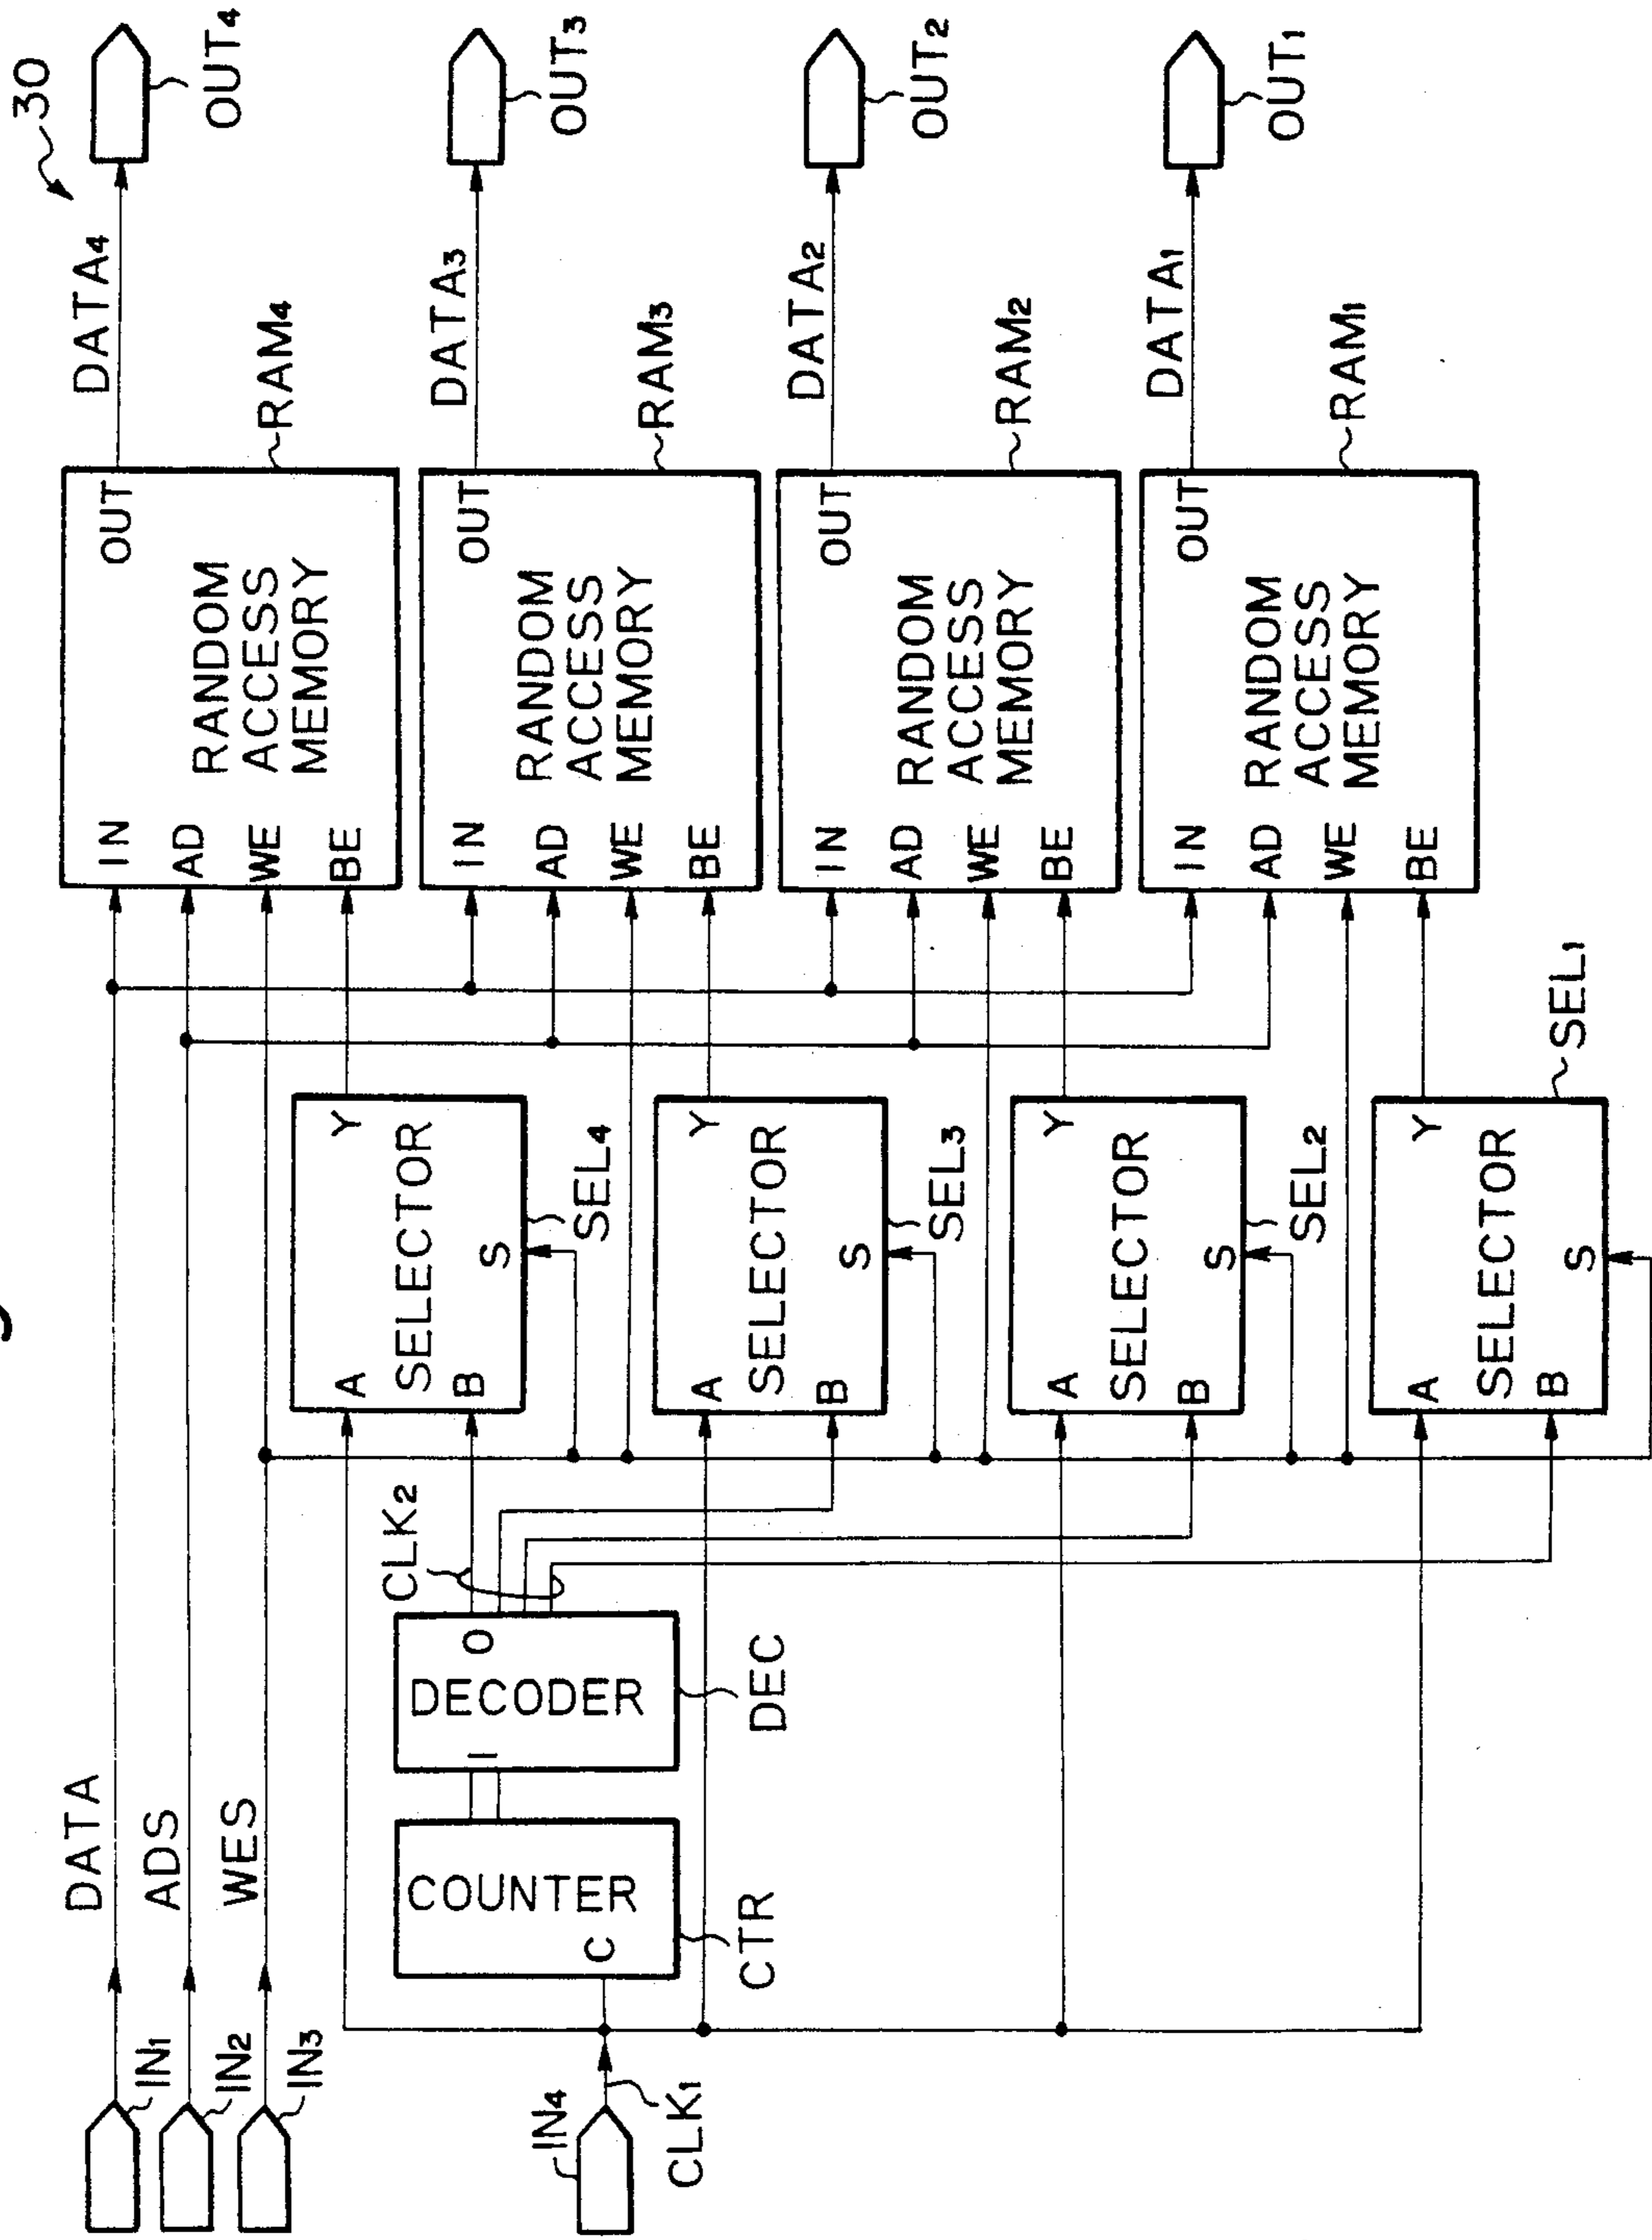 30
DATA
IN1
ADS
IN2
WES
IN3
IN4
CLK1
COUNTER
C
CTR
DECODER
I
O
DEC
CLK2
SELECTOR
A
B
S
Y
SEL4
SELECTOR
A
B
S
Y
SEL3
SELECTOR
A
B
S
Y
SEL2
SELECTOR
A
B
S
Y
SEL1
IN
AD
WE
BE
OUT
RANDOM
ACCESS
MEMORY
RAM4
DATA4
OUT4
IN
AD
WE
BE
OUT
RANDOM
ACCESS
MEMORY
RAM3
DATA3
OUT3
IN
AD
WE
BE
OUT
RANDOM
ACCESS
MEMORY
RAM2
DATA2
OUT2
IN
AD
WE
BE
OUT
RANDOM
ACCESS
MEMORY
RAM1
DATA1
OUT1